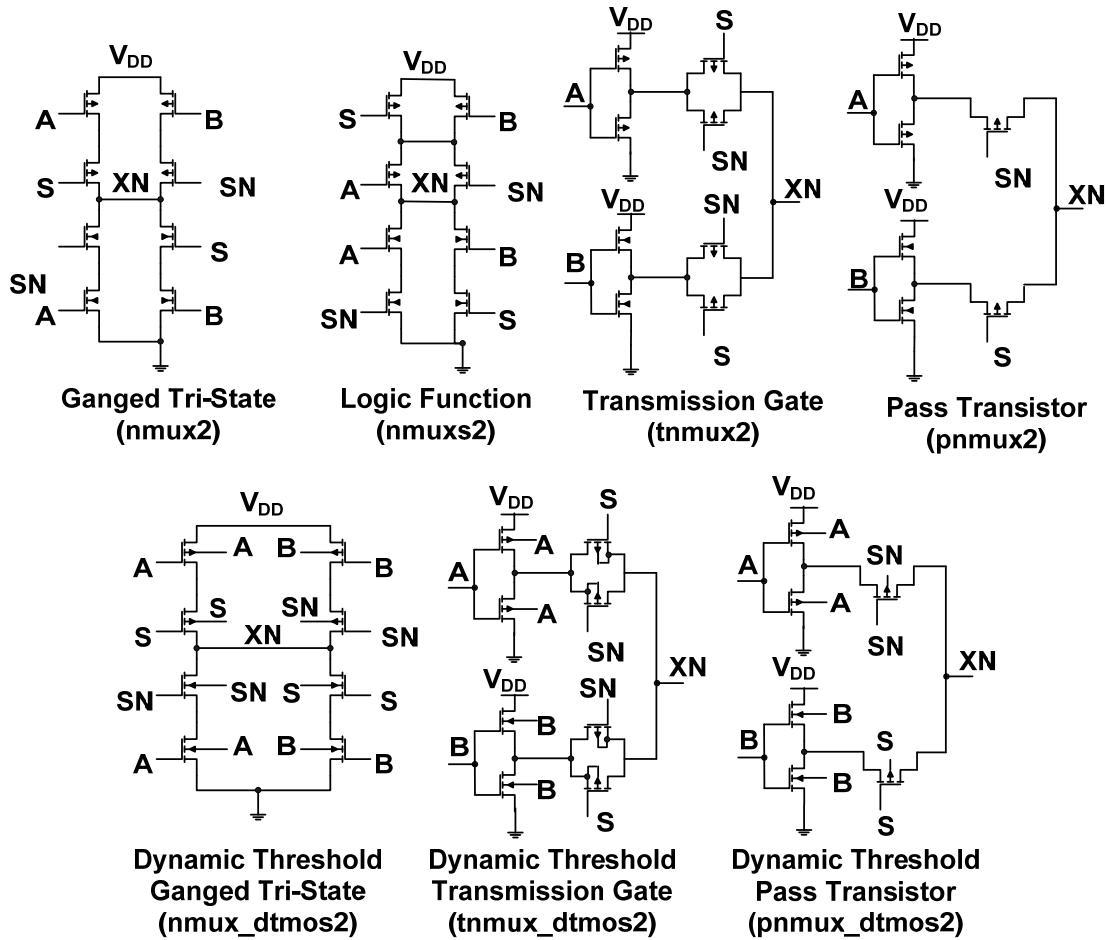 VDD
A
B
S
XN
SN
S
SN
A
B
Ganged Tri-State
(nmux2)
VDD
S
B
A
XN
SN
A
B
SN
S
Logic Function
(nmuxs2)
VDD
S
A
SN
XN
VDD
SN
B
S
Transmission Gate
(tnmux2)
VDD
A
SN
XN
VDD
B
S
Pass Transistor
(pnmux2)
VDD
A
A
B
B
S
S
SN
SN
XN
SN
SN
S
S
A
A
B
B
Dynamic Threshold
Ganged Tri-State
(nmux_dtmos2)
VDD
S
A
A
A
SN
XN
VDD
SN
B
B
B
S
Dynamic Threshold
Transmission Gate
(tnmux_dtmos2)
VDD
A
SN
A
A
SN
XN
VDD
B
B
S
B
S
Dynamic Threshold
Pass Transistor
(pnmux_dtmos2)